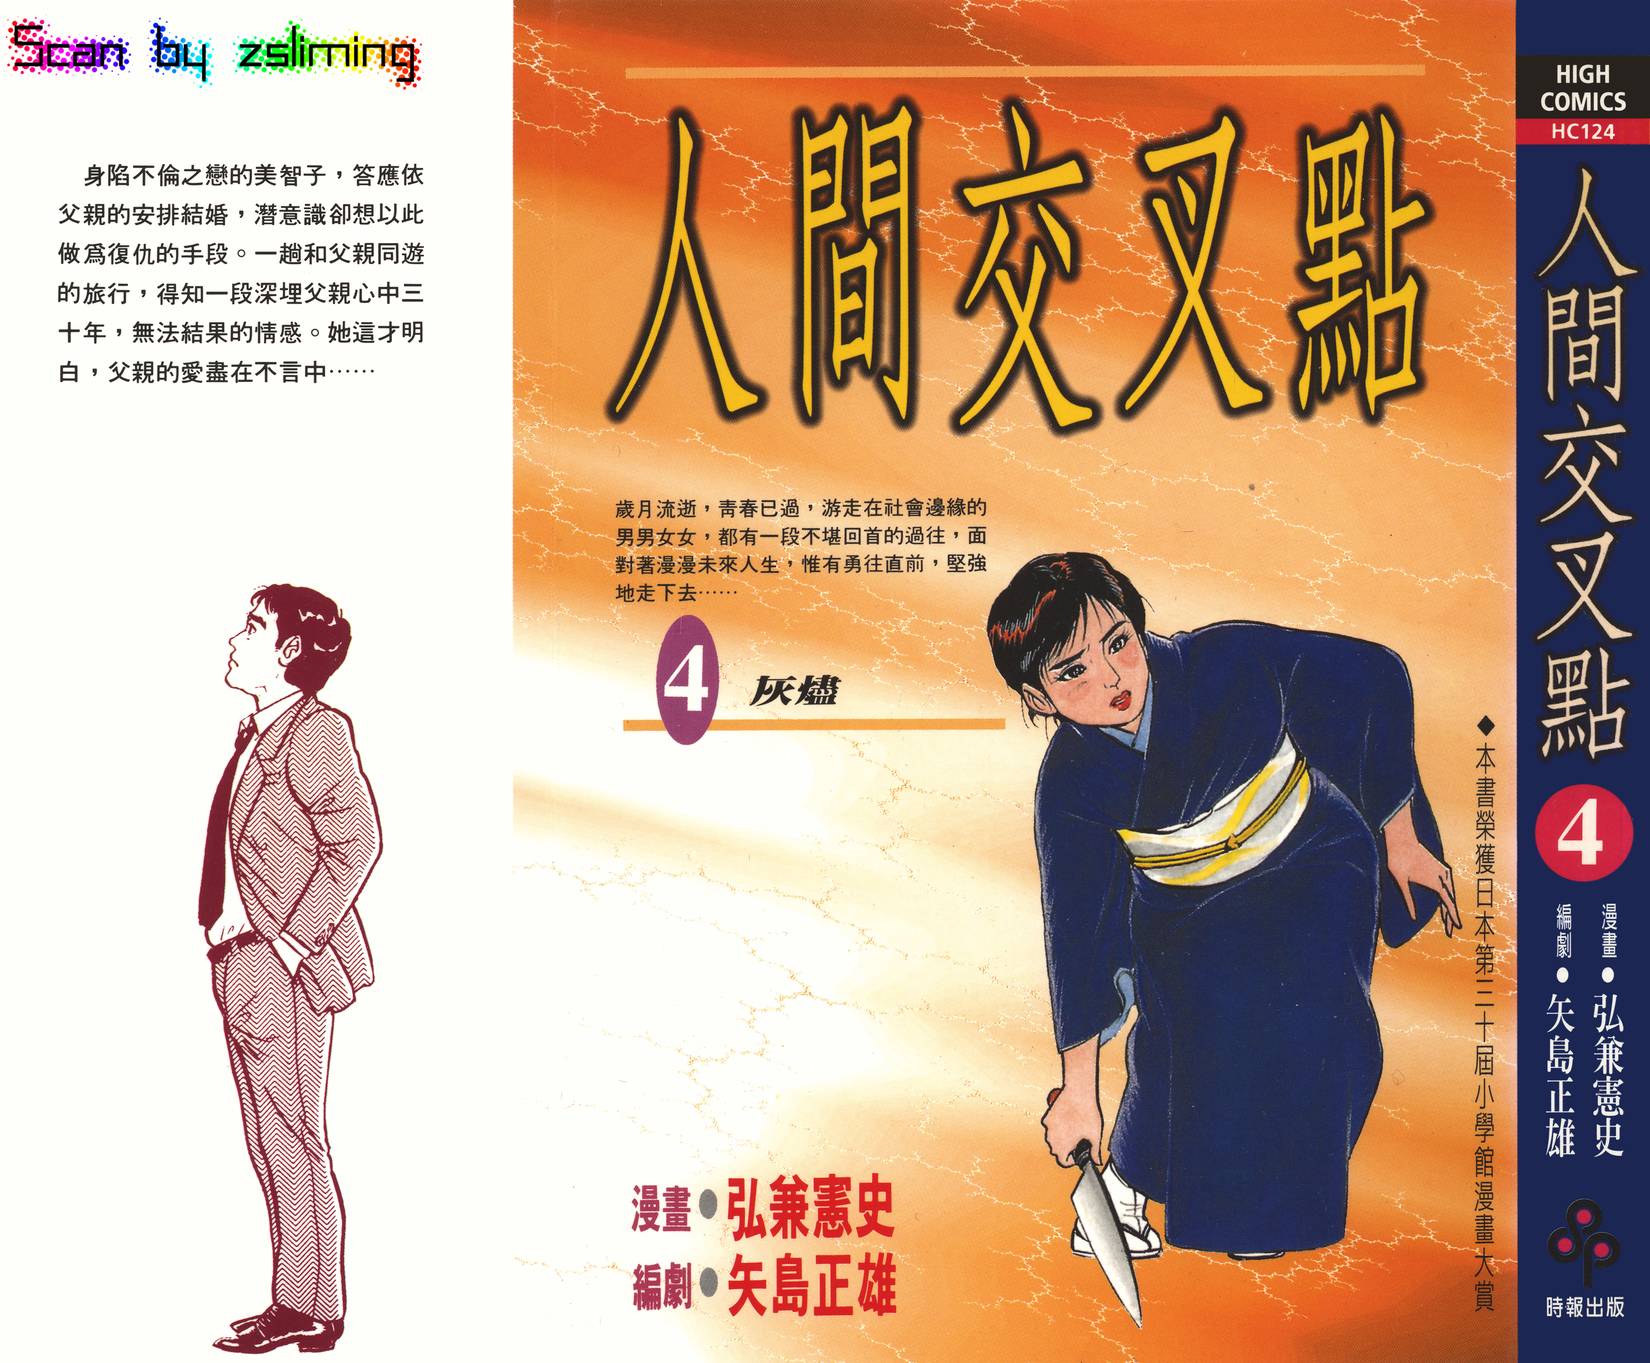 Scan by zsliming
身陷不倫之戀的美智子，答應依
父親的安排結婚，潛意識卻想以此
做爲復仇的手段。一趟和父親同遊
的旅行，得知一段深埋父親心中三
十年，無法結果的情感。她這才明
白，父親的愛盡在不言中……
人間交叉點
歲月流逝，靑春已過，游走在社會邊緣的
男男女女，都有一段不堪回首的過往，面
對著漫漫未來人生，惟有勇往直前，堅強
地走下去……
4 灰燼
漫畫●弘兼憲史
編劇●矢島正雄
◆本書榮獲日本第三十屆小學館漫畫大賞
HIGH
COMICS
HC124
人間交叉點
4
漫畫●弘兼憲史
編劇●矢島正雄
時報出版